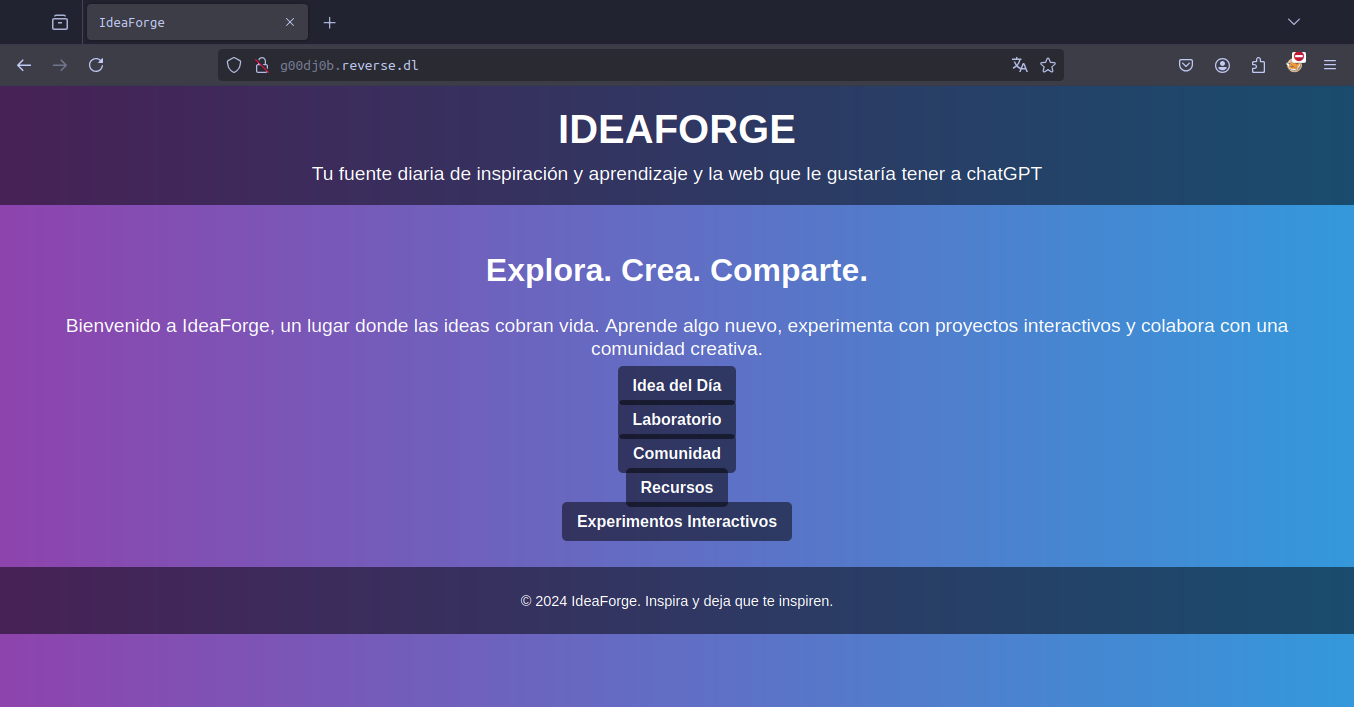 IdeaForge
g00dj0b.reverse.dl
IDEAFORGE
Tu fuente diaria de inspiración y aprendizaje y la web que le gustaría tener a chatGPT
Explora. Crea. Comparte.
Bienvenido a IdeaForge, un lugar donde las ideas cobran vida. Aprende algo nuevo, experimenta con proyectos interactivos y colabora con una
comunidad creativa.
Idea del Día
Laboratorio
Comunidad
Recursos
Experimentos Interactivos
© 2024 IdeaForge. Inspira y deja que te inspiren.